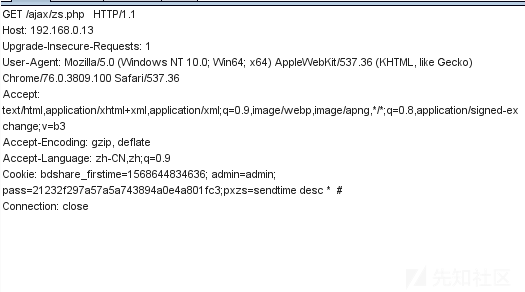 GET /ajax/zs.php   HTTP/1.1
Host: 192.168.0.13
Upgrade-Insecure-Requests: 1
User-Agent: Mozilla/5.0 (Windows NT 10.0; Win64; x64) AppleWebKit/537.36 (KHTML, like Gecko)
Chrome/76.0.3809.100 Safari/537.36
Accept:
text/html,application/xhtml+xml,application/xml;q=0.9,image/webp,image/apng,*/*;q=0.8,application/signed-ex
change;v=b3
Accept-Encoding: gzip, deflate
Accept-Language: zh-CN,zh;q=0.9
Cookie: bdshare_firstime=1568644834636; admin=admin;
pass=21232f297a57a5a743894a0e4a801fc3;pxzs=sendtime desc *  #
Connection: close
先知社区